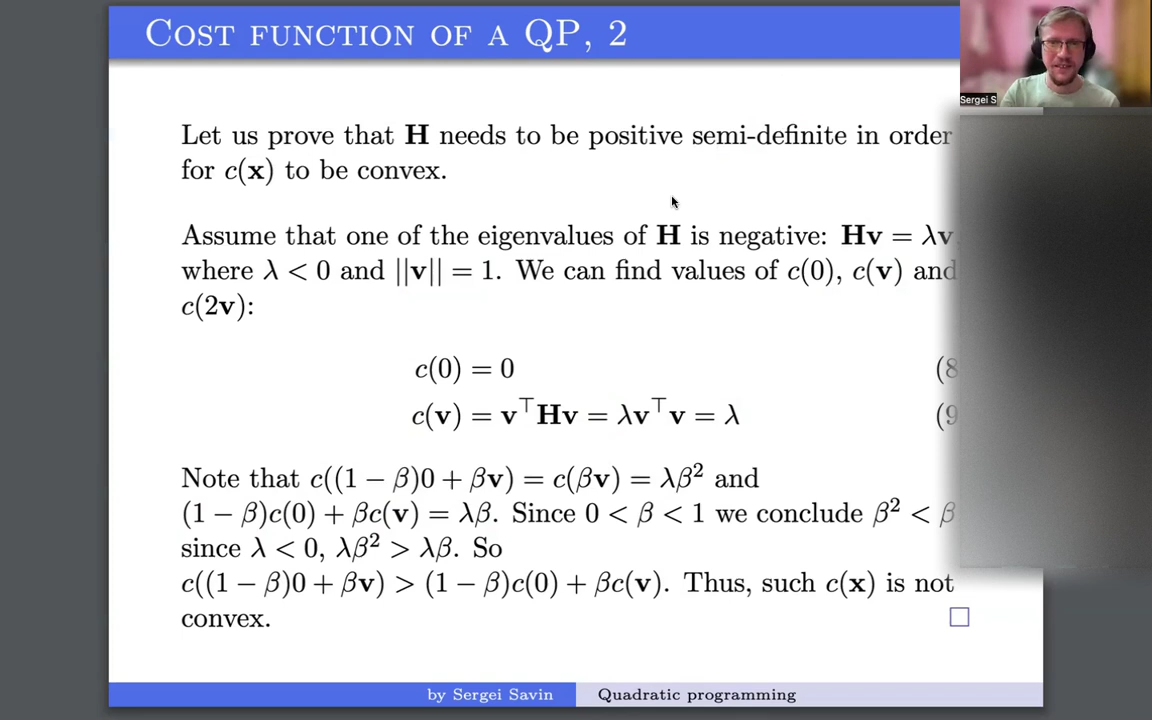 COST FUNCTION OF A QP, 2
Sergei S
Let us prove that H needs to be positive semi-definite in order
for c(x) to be convex.
Assume that one of the eigenvalues of H is negative: Hv = λv
where λ < 0 and ||v|| = 1. We can find values of c(0), c(v) and
c(2v):
c(0) = 0 (8
c(v) = v⊤Hv = λv⊤v = λ (9
Note that c((1 − β)0 + βv) = c(βv) = λβ² and
(1 − β)c(0) + βc(v) = λβ. Since 0 < β < 1 we conclude β² < β
since λ < 0, λβ² > λβ. So
c((1 − β)0 + βv) > (1 − β)c(0) + βc(v). Thus, such c(x) is not
convex.
by Sergei Savin Quadratic programming